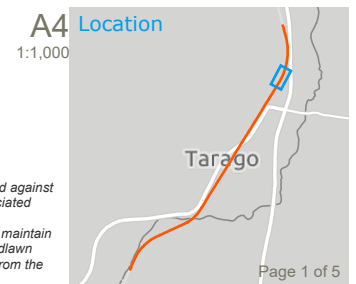 A4
1:1,000
Location
Tarago
d against
ciated
maintain
dlawn
rom the
Page 1 of 5